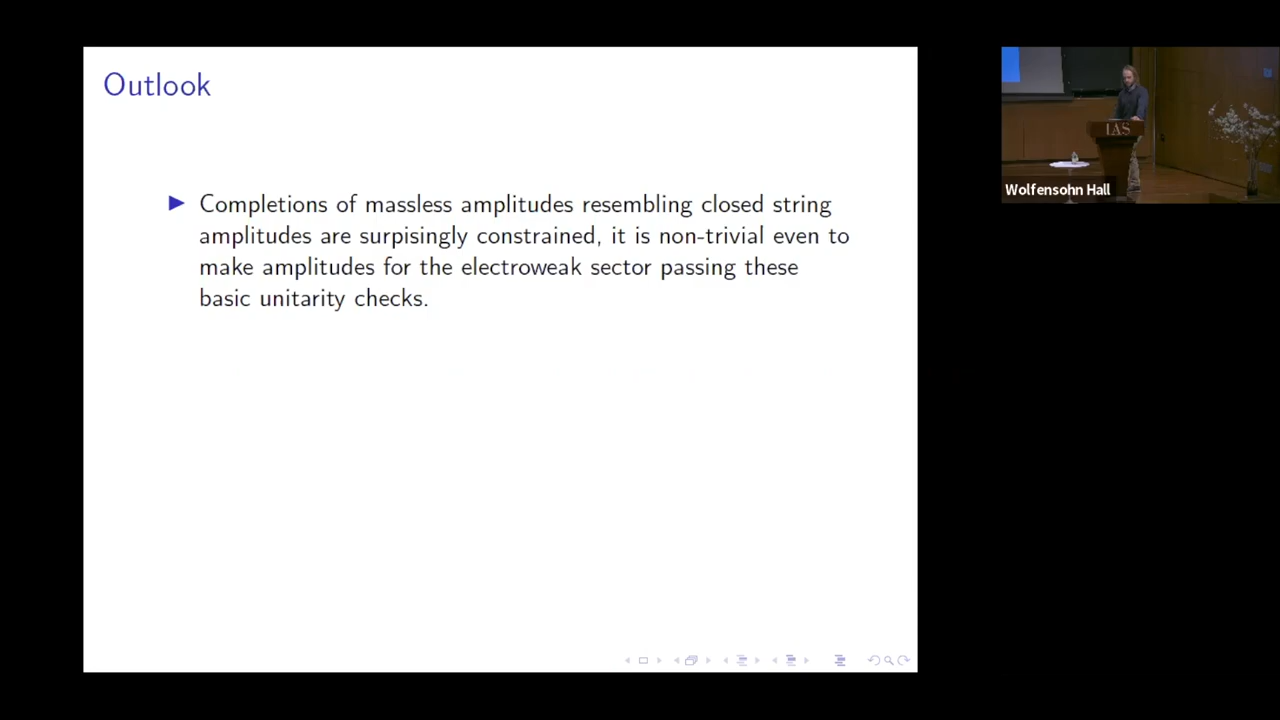 Outlook
Completions of massless amplitudes resembling closed string
amplitudes are surpisingly constrained, it is non-trivial even to
make amplitudes for the electroweak sector passing these
basic unitarity checks.
IAS
Wolfensohn Hall